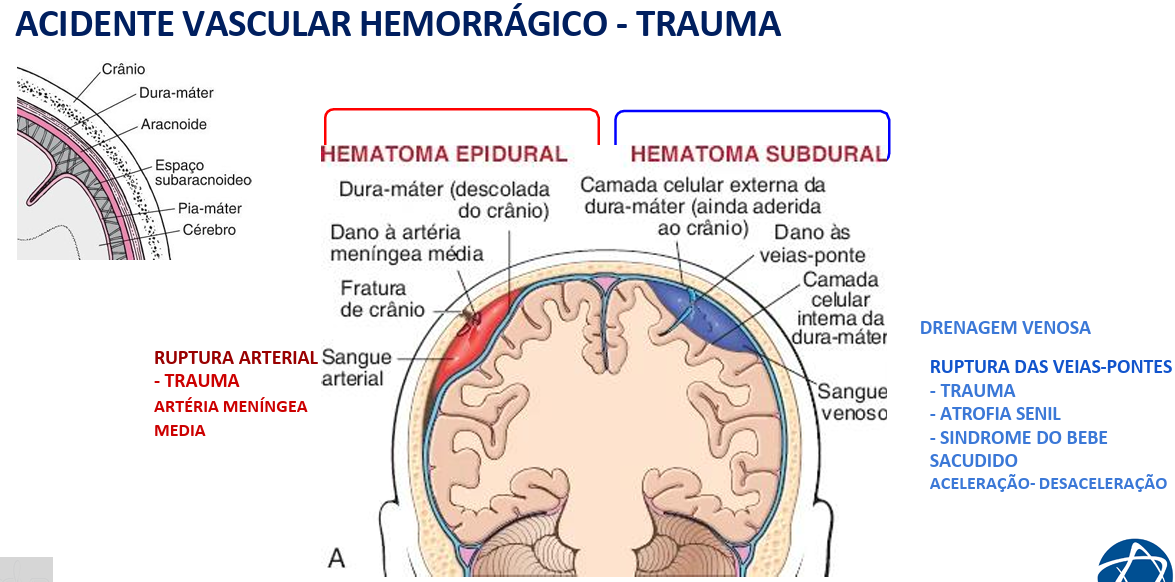 ACIDENTE VASCULAR HEMORRÁGICO - TRAUMA
Crânio
Dura-máter
Aracnoide
Espaço
subaracnoideo
Pia-máter
Cérebro
HEMATOMA EPIDURAL
Dura-máter (descolada
do crânio)
Dano à artéria
meníngea média
Fratura
de crânio
Sangue
arterial
RUPTURA ARTERIAL
- TRAUMA
ARTÉRIA MENÍNGEA
MEDIA
HEMATOMA SUBDURAL
Camada celular externa da
dura-máter (ainda aderida
ao crânio)
Dano às
veias-ponte
Camada
celular
interna da
dura-máter
Sangue
venoso
DRENAGEM VENOSA
RUPTURA DAS VEIAS-PONTES
- TRAUMA
- ATROFIA SENIL
- SINDROME DO BEBE
SACUDIDO
ACELERAÇÃO- DESACELERAÇÃO
A